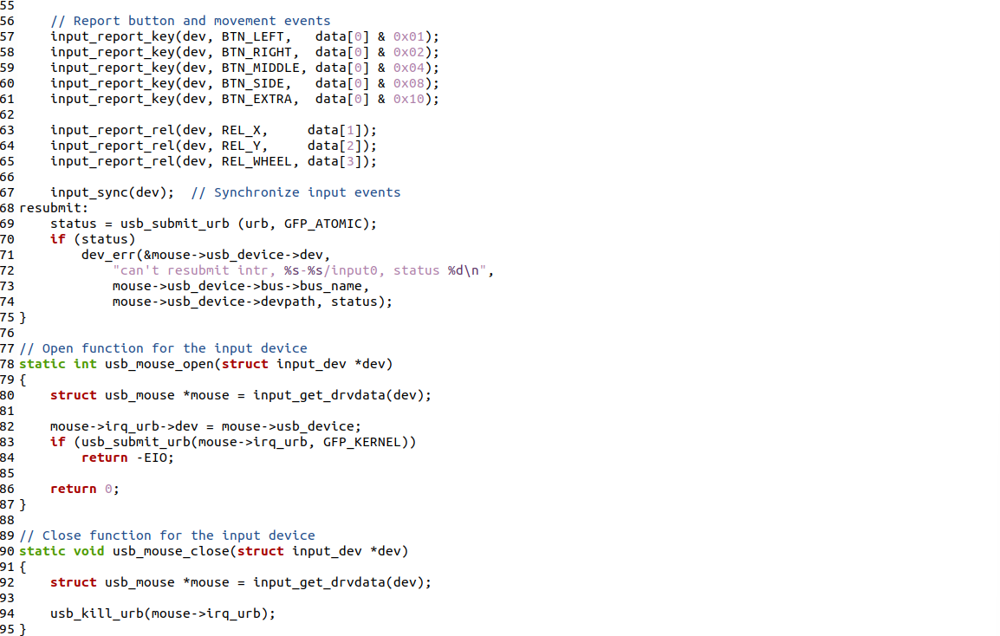 55
56     // Report button and movement events
57     input_report_key(dev, BTN_LEFT,   data[0] & 0x01);
58     input_report_key(dev, BTN_RIGHT,  data[0] & 0x02);
59     input_report_key(dev, BTN_MIDDLE, data[0] & 0x04);
60     input_report_key(dev, BTN_SIDE,   data[0] & 0x08);
61     input_report_key(dev, BTN_EXTRA,  data[0] & 0x10);
62
63     input_report_rel(dev, REL_X,     data[1]);
64     input_report_rel(dev, REL_Y,     data[2]);
65     input_report_rel(dev, REL_WHEEL, data[3]);
66
67     input_sync(dev);  // Synchronize input events
68 resubmit:
69     status = usb_submit_urb (urb, GFP_ATOMIC);
70     if (status)
71         dev_err(&mouse->usb_device->dev,
72             "can't resubmit intr, %s-%s/input0, status %d\n",
73             mouse->usb_device->bus->bus_name,
74             mouse->usb_device->devpath, status);
75 }
76
77 // Open function for the input device
78 static int usb_mouse_open(struct input_dev *dev)
79 {
80     struct usb_mouse *mouse = input_get_drvdata(dev);
81
82     mouse->irq_urb->dev = mouse->usb_device;
83     if (usb_submit_urb(mouse->irq_urb, GFP_KERNEL))
84         return -EIO;
85
86     return 0;
87 }
88
89 // Close function for the input device
90 static void usb_mouse_close(struct input_dev *dev)
91 {
92     struct usb_mouse *mouse = input_get_drvdata(dev);
93
94     usb_kill_urb(mouse->irq_urb);
95 }